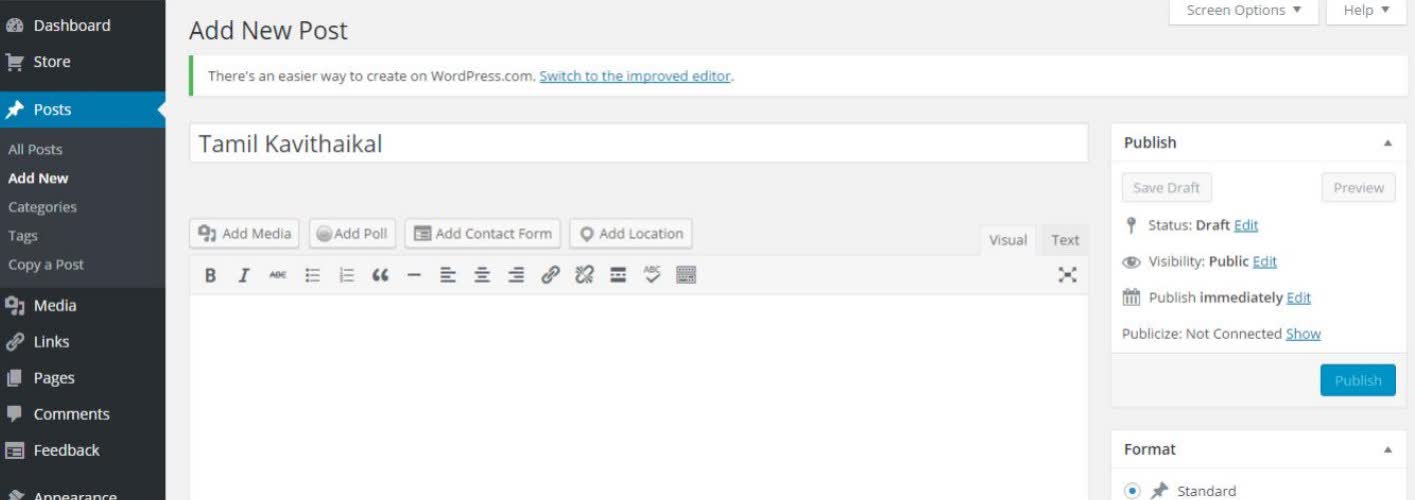 Dashboard
Store
Posts
All Posts
Add New
Categories
Tags
Copy a Post
Media
Links
Pages
Comments
Feedback
Appearance
Screen Options ▼
Help ▼
Add New Post
There's an easier way to create on WordPress.com. Switch to the improved editor.
Tamil Kavithaikal
Add Media
Add Poll
Add Contact Form
Add Location
Visual
Text
B I ABC
ABC
Publish
Save Draft
Preview
Status: Draft Edit
Visibility: Public Edit
Publish immediately Edit
Publicize: Not Connected Show
Publish
Format
Standard